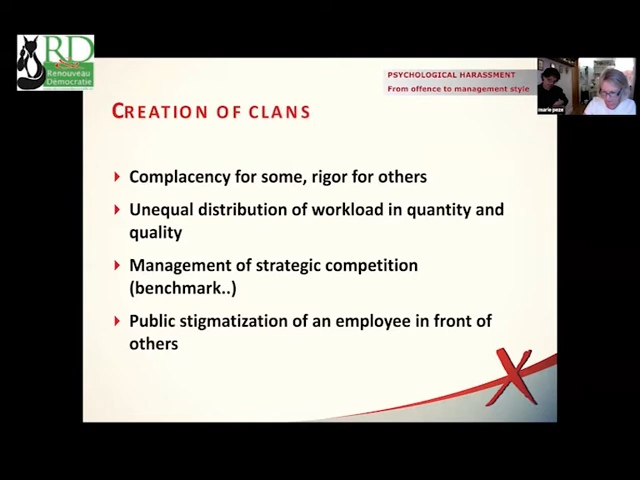 RD
Renouveau
Démocratie
PSYCHOLOGICAL HARASSMENT
From offence to management style
marie peze
CREATION OF CLANS
Complacency for some, rigor for others
Unequal distribution of workload in quantity and
quality
Management of strategic competition
(benchmark..)
Public stigmatization of an employee in front of
others